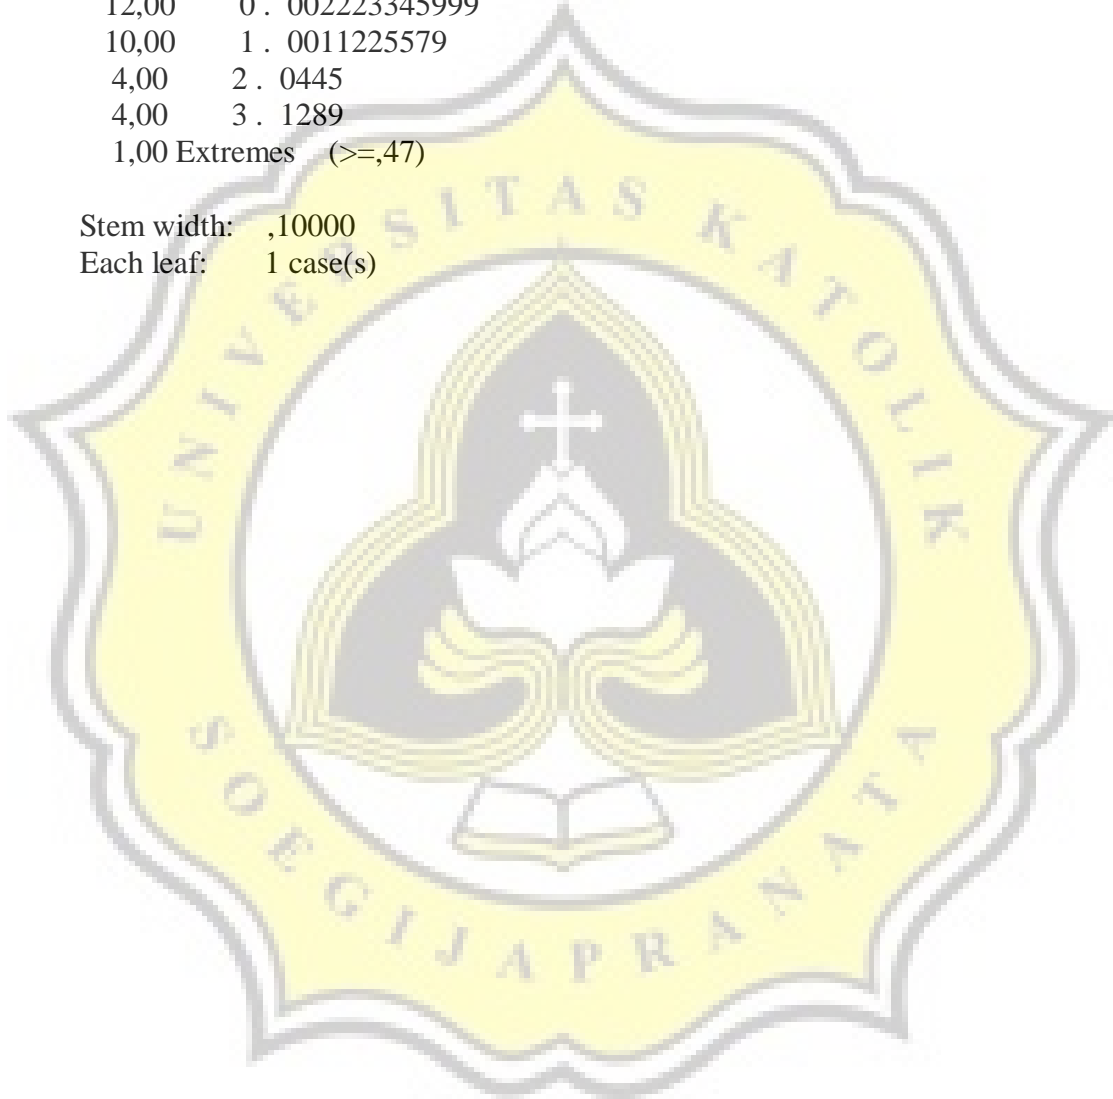 12,00 0 . 002223345999
10,00 1 . 0011225579
4,00 2 . 0445
4,00 3 . 1289
1,00 Extremes (>=,47)
Stem width: ,10000
Each leaf: 1 case(s)
UNIVERSITAS KATOLIK
SOEGIJAPRANATA